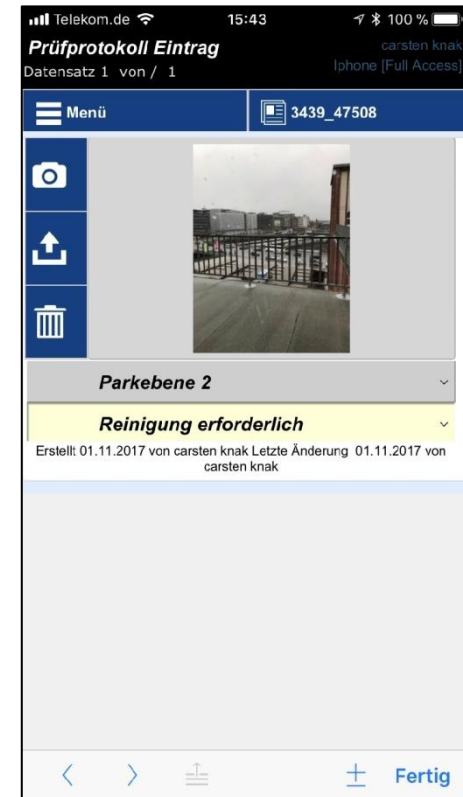 Telekom.de 15:43 100 %
Prüfprotokoll Eintrag
carsten knak
Datensatz 1 von / 1
Iphone [Full Access]
Menü
3439_47508
Parkebene 2
Reinigung erforderlich
Erstellt 01.11.2017 von carsten knak Letzte Änderung 01.11.2017 von
carsten knak
Fertig